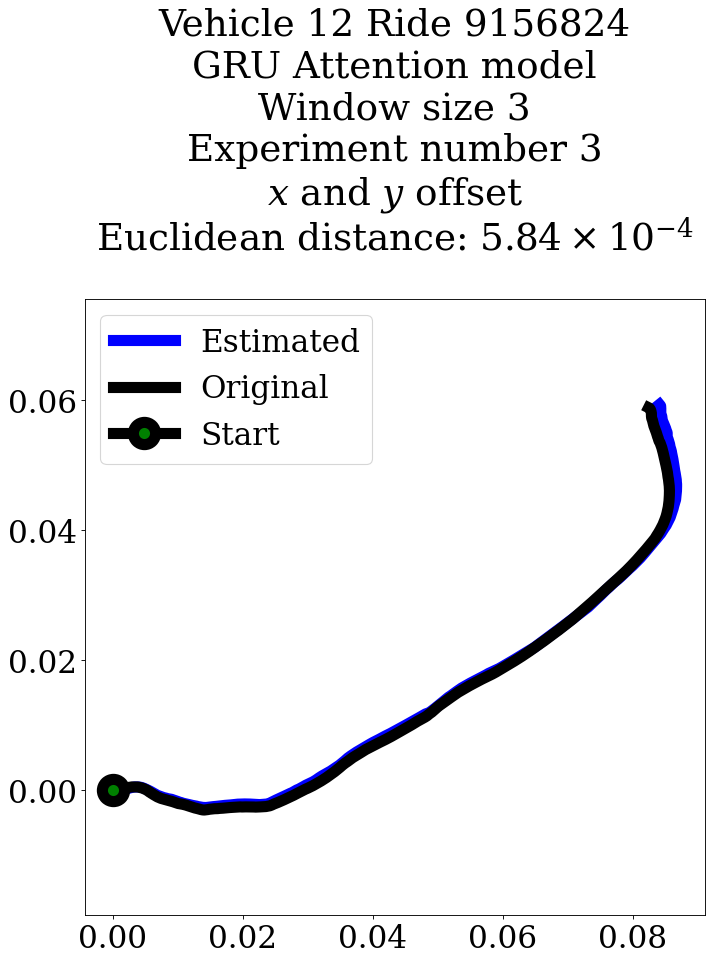 Vehicle 12 Ride 9156824
GRU Attention model
Window size 3
Experiment number 3
x and y offset
Euclidean distance: 5.84 × 10⁻⁴
Estimated
Original
Start
0.06
0.04
0.02
0.00
0.00 0.02 0.04 0.06 0.08